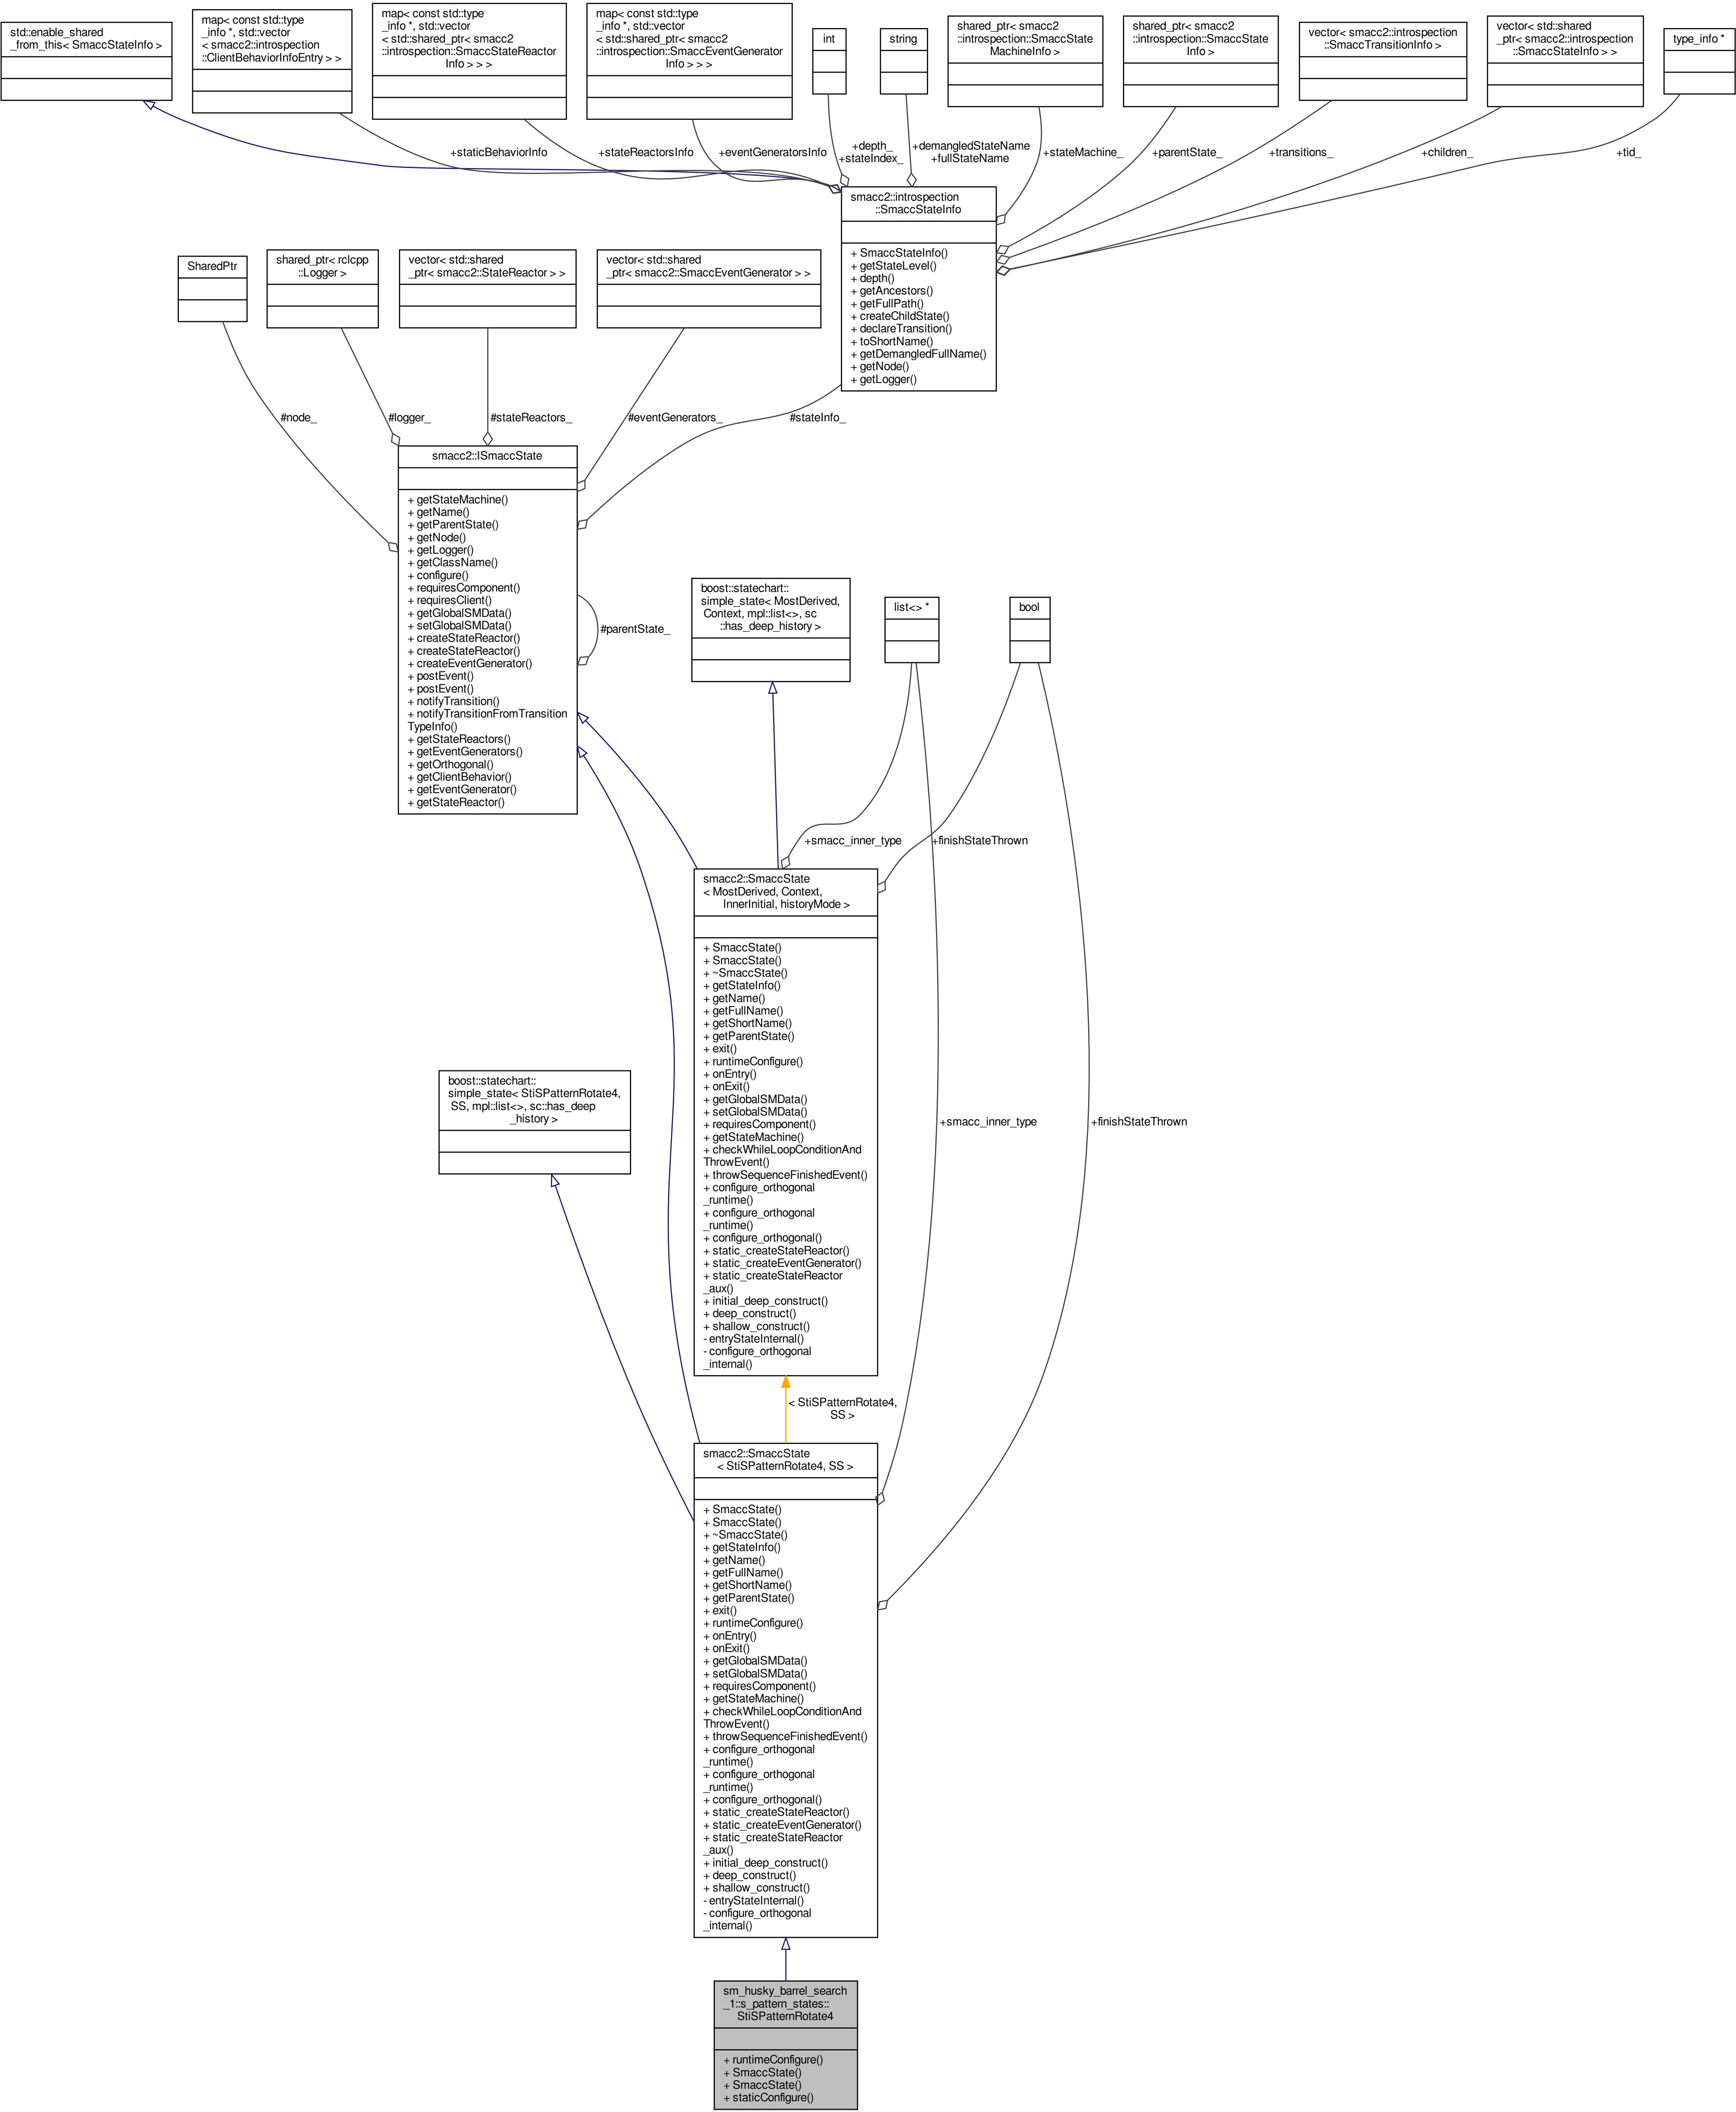 std::enable_shared
_from_this< SmaccStateInfo >
map< const std::type
_info *, std::vector
< smacc2::introspection
::ClientBehaviorInfoEntry > >
map< const std::type
_info *, std::vector
< std::shared_ptr< smacc2
::introspection::SmaccStateReactor
Info > > >
map< const std::type
_info *, std::vector
< std::shared_ptr< smacc2
::introspection::SmaccEventGenerator
Info > > >
int
string
shared_ptr< smacc2
::introspection::SmaccState
MachineInfo >
shared_ptr< smacc2
::introspection::SmaccState
Info >
vector< smacc2::introspection
::SmaccTransitionInfo >
vector< std::shared
_ptr< smacc2::introspection
::SmaccStateInfo > >
type_info *
+staticBehaviorInfo
+stateReactorsInfo
+eventGeneratorsInfo
+depth_
+stateIndex_
+demangledStateName
+fullStateName
+stateMachine_
+parentState_
+transitions_
+children_
+tid_
smacc2::introspection
::SmaccStateInfo
+ SmaccStateInfo()
+ getStateLevel()
+ depth()
+ getAncestors()
+ getFullPath()
+ createChildState()
+ declareTransition()
+ toShortName()
+ getDemangledFullName()
+ getNode()
+ getLogger()
SharedPtr
shared_ptr< rclcpp
::Logger >
vector< std::shared
_ptr< smacc2::StateReactor > >
vector< std::shared
_ptr< smacc2::SmaccEventGenerator > >
#node_
#logger_
#stateReactors_
#eventGenerators_
#stateInfo_
smacc2::ISmaccState
+ getStateMachine()
+ getName()
+ getParentState()
+ getNode()
+ getLogger()
+ getClassName()
+ configure()
+ requiresComponent()
+ requiresClient()
+ getGlobalSMData()
+ setGlobalSMData()
+ createStateReactor()
+ createStateReactor()
+ createEventGenerator()
+ postEvent()
+ postEvent()
+ notifyTransition()
+ notifyTransitionFromTransition
TypeInfo()
+ getStateReactors()
+ getEventGenerators()
+ getOrthogonal()
+ getClientBehavior()
+ getEventGenerator()
+ getStateReactor()
#parentState_
boost::statechart::
simple_state< MostDerived,
Context, mpl::list<>, sc
::has_deep_history >
list<> *
bool
+smacc_inner_type
+finishStateThrown
smacc2::SmaccState
< MostDerived, Context,
InnerInitial, historyMode >
+ SmaccState()
+ SmaccState()
+ ~SmaccState()
+ getStateInfo()
+ getName()
+ getFullName()
+ getShortName()
+ getParentState()
+ exit()
+ runtimeConfigure()
+ onEntry()
+ onExit()
+ getGlobalSMData()
+ setGlobalSMData()
+ requiresComponent()
+ getStateMachine()
+ checkWhileLoopConditionAnd
ThrowEvent()
+ throwSequenceFinishedEvent()
+ configure_orthogonal
_runtime()
+ configure_orthogonal
_runtime()
+ configure_orthogonal()
+ static_createStateReactor()
+ static_createEventGenerator()
+ static_createStateReactor
_aux()
+ initial_deep_construct()
+ deep_construct()
+ shallow_construct()
- entryStateInternal()
- configure_orthogonal
_internal()
boost::statechart::
simple_state< StiSPatternRotate4,
SS, mpl::list<>, sc::has_deep
_history >
+smacc_inner_type
+finishStateThrown
< StiSPatternRotate4,
SS >
smacc2::SmaccState
< StiSPatternRotate4, SS >
+ SmaccState()
+ SmaccState()
+ ~SmaccState()
+ getStateInfo()
+ getName()
+ getFullName()
+ getShortName()
+ getParentState()
+ exit()
+ runtimeConfigure()
+ onEntry()
+ onExit()
+ getGlobalSMData()
+ setGlobalSMData()
+ requiresComponent()
+ getStateMachine()
+ checkWhileLoopConditionAnd
ThrowEvent()
+ throwSequenceFinishedEvent()
+ configure_orthogonal
_runtime()
+ configure_orthogonal
_runtime()
+ configure_orthogonal()
+ static_createStateReactor()
+ static_createEventGenerator()
+ static_createStateReactor
_aux()
+ initial_deep_construct()
+ deep_construct()
+ shallow_construct()
- entryStateInternal()
- configure_orthogonal
_internal()
sm_husky_barrel_search
_1::s_pattern_states::
StiSPatternRotate4
+ runtimeConfigure()
+ SmaccState()
+ SmaccState()
+ staticConfigure()